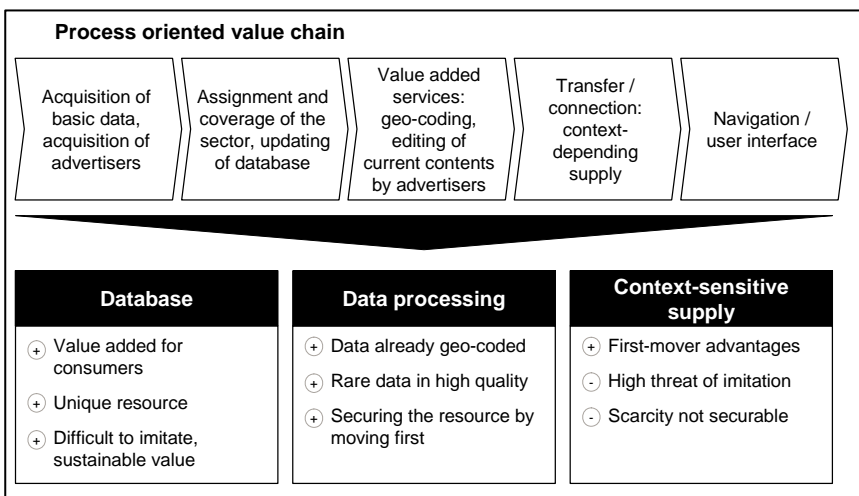 Process oriented value chain
Acquisition of
basic data,
acquisition of
advertisers
Assignment and
coverage of the
sector, updating
of database
Value added
services:
geo-coding,
editing of
current contents
by advertisers
Transfer /
connection:
context-
depending
supply
Navigation /
user interface
Database
+ Value added for
consumers
+ Unique resource
+ Difficult to imitate,
sustainable value
Data processing
+ Data already geo-coded
+ Rare data in high quality
+ Securing the resource by
moving first
Context-sensitive
supply
+ First-mover advantages
- High threat of imitation
- Scarcity not securable